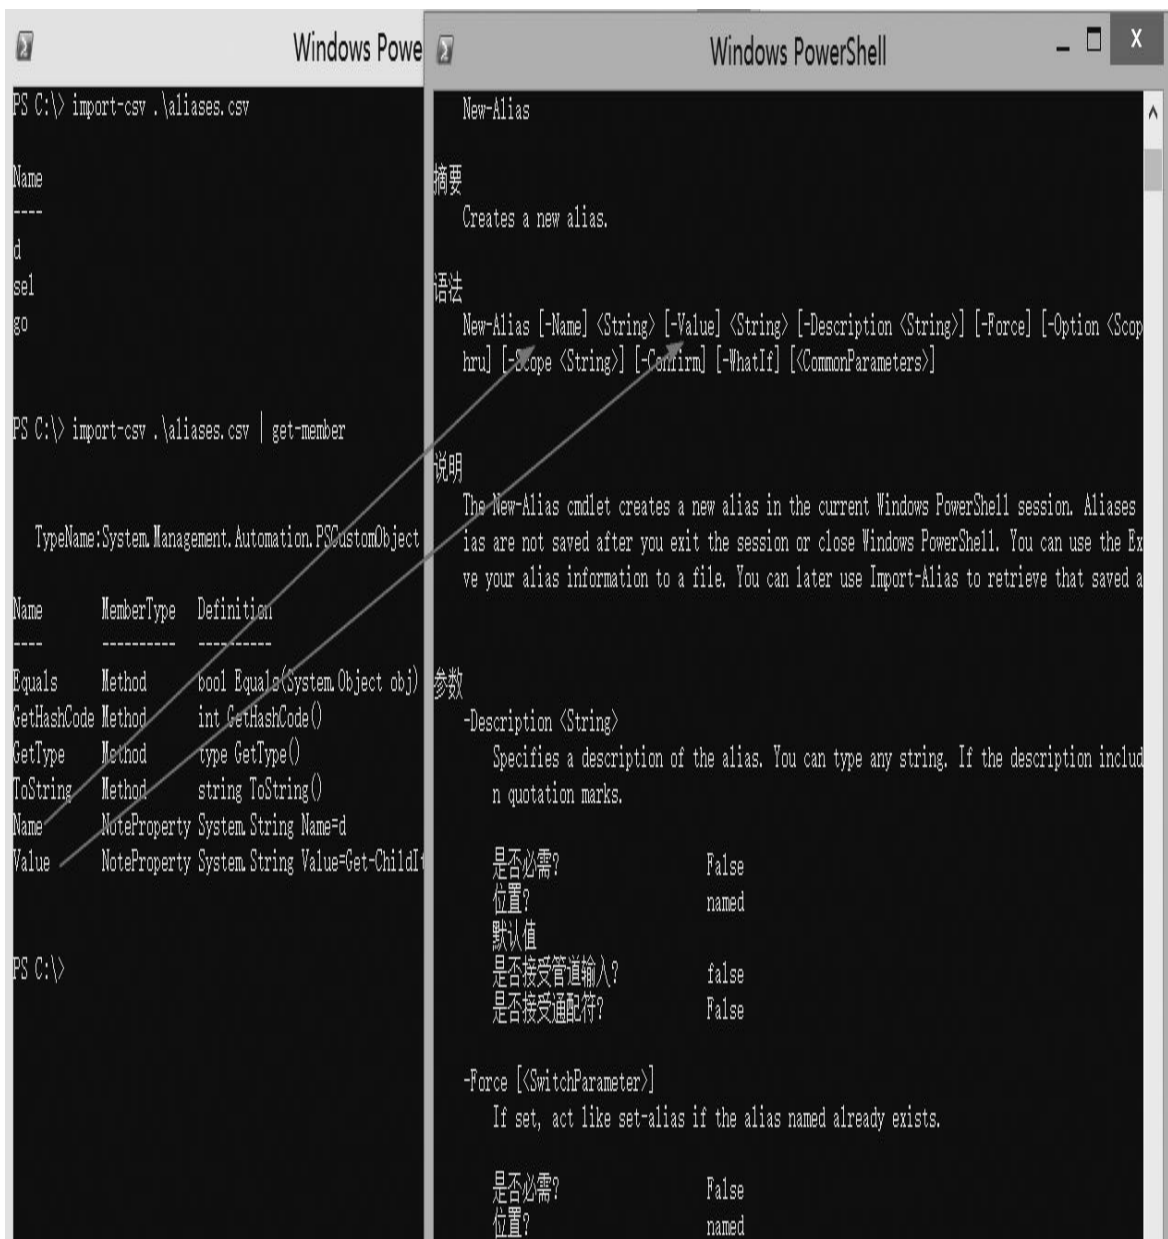 Windows Powe
PS C:\> import-csv .\aliases.csv
Name
----
d
sel
go
PS C:\> import-csv .\aliases.csv | get-member
TypeName:System.Management.Automation.PSCustomObject
Name MemberType Definition
---- ---------- ----------
Equals Method bool Equals(System.Object obj)
GetHashCode Method int GetHashCode()
GetType Method type GetType()
ToString Method string ToString()
Name NoteProperty System.String Name=d
Value NoteProperty System.String Value=Get-ChildIt
PS C:\>
Windows PowerShell
New-Alias
摘要
Creates a new alias.
语法
New-Alias [-Name] <String> [-Value] <String> [-Description <String>] [-Force] [-Option <Scop
hru] [-Scope <String>] [-Confirm] [-WhatIf] [<CommonParameters>]
说明
The New-Alias cmdlet creates a new alias in the current Windows PowerShell session. Aliases
ias are not saved after you exit the session or close Windows PowerShell. You can use the Ex
ve your alias information to a file. You can later use Import-Alias to retrieve that saved a
参数
-Description <String>
Specifies a description of the alias. You can type any string. If the description includ
n quotation marks.
是否必需? False
位置? named
默认值
是否接受管道输入? false
是否接受通配符? False
-Force [<SwitchParameter>]
If set, act like set-alias if the alias named already exists.
是否必需? False
位置? named